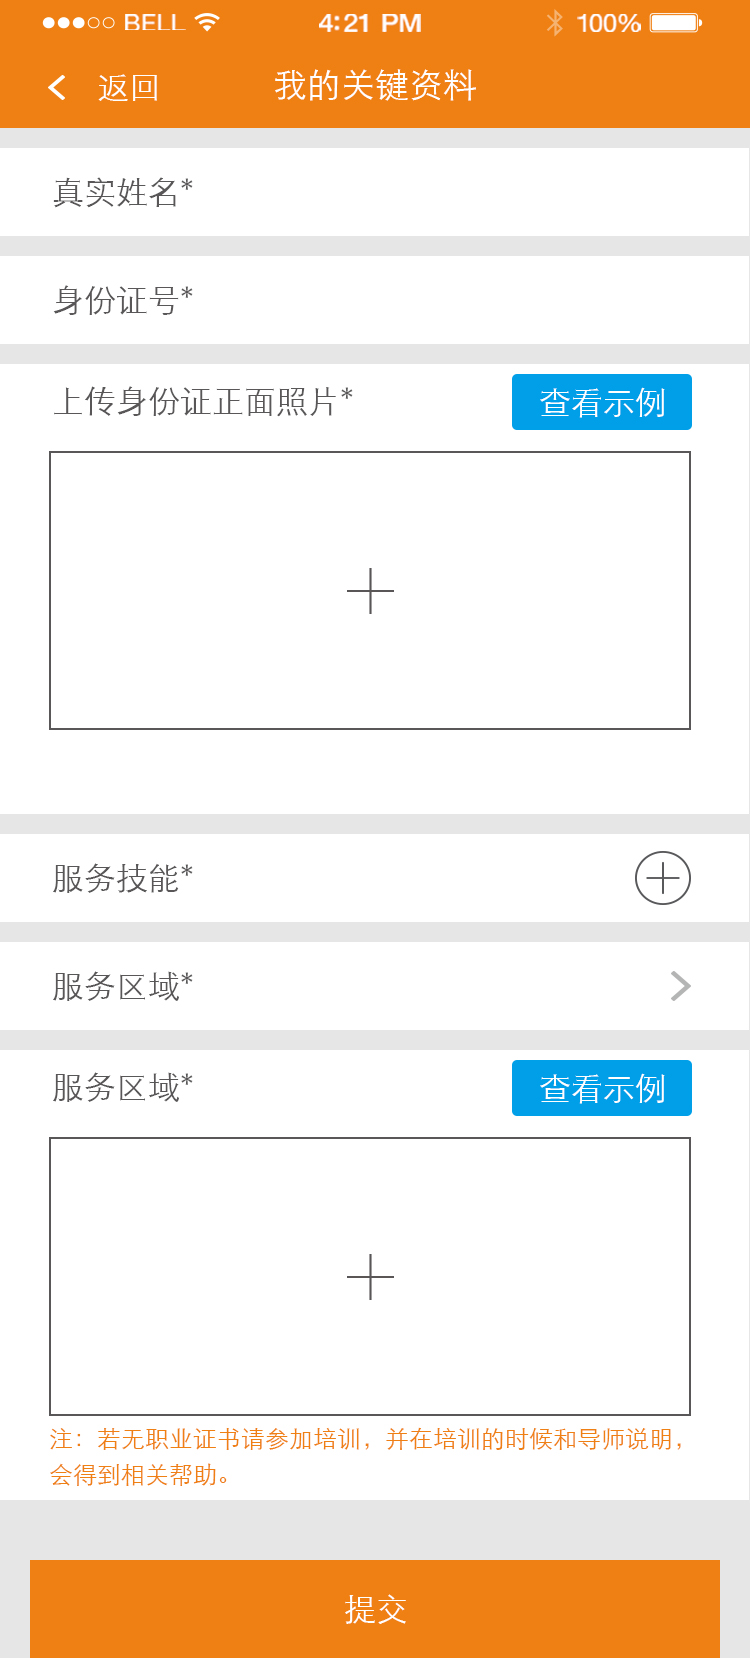 BELL 4:21 PM 100%
返回 我的关键资料
真实姓名*
身份证号*
上传身份证正面照片* 查看示例
服务技能*
服务区域*
服务区域* 查看示例
注：若无职业证书请参加培训，并在培训的时候和导师说明，
会得到相关帮助。
提交